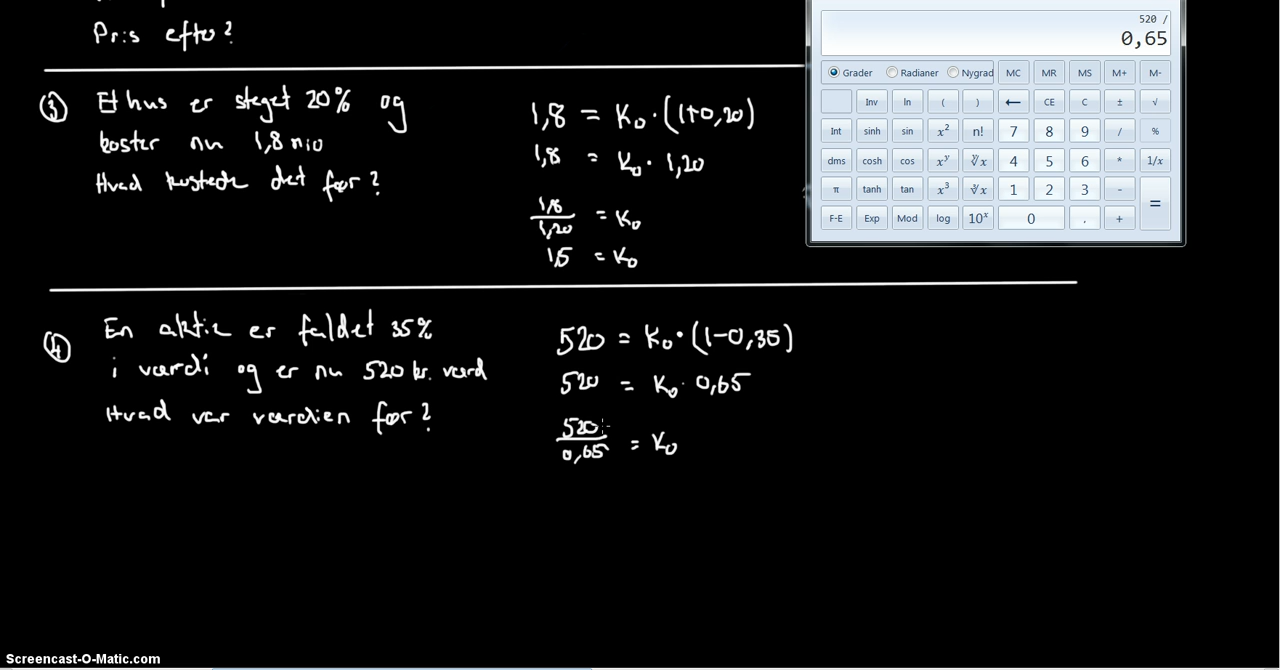 Pris efter?
③ Et hus er steget 20% og
koster nu 1,8 mio
Hvad kostede det før?
1,8 = K₀ · (1+0,20)
1,8 = K₀ · 1,20
1,8/1,20 = K₀
1,5 = K₀
④ En aktie er faldet 35%
i værdi og er nu 520 kr. værd
Hvad var værdien før?
520 = K₀ · (1-0,35)
520 = K₀ · 0,65
520/0,65 = K₀
520 /
0,65
Grader Radianer Nygrad MC MR MS M+ M-
Inv ln ( ) ← CE C ± √
Int sinh sin x² n! 7 8 9 / %
dms cosh cos xʸ ʸ√x 4 5 6 * 1/x
π tanh tan x³ ³√x 1 2 3 - =
F-E Exp Mod log 10ˣ 0 . +
Screencast-O-Matic.com